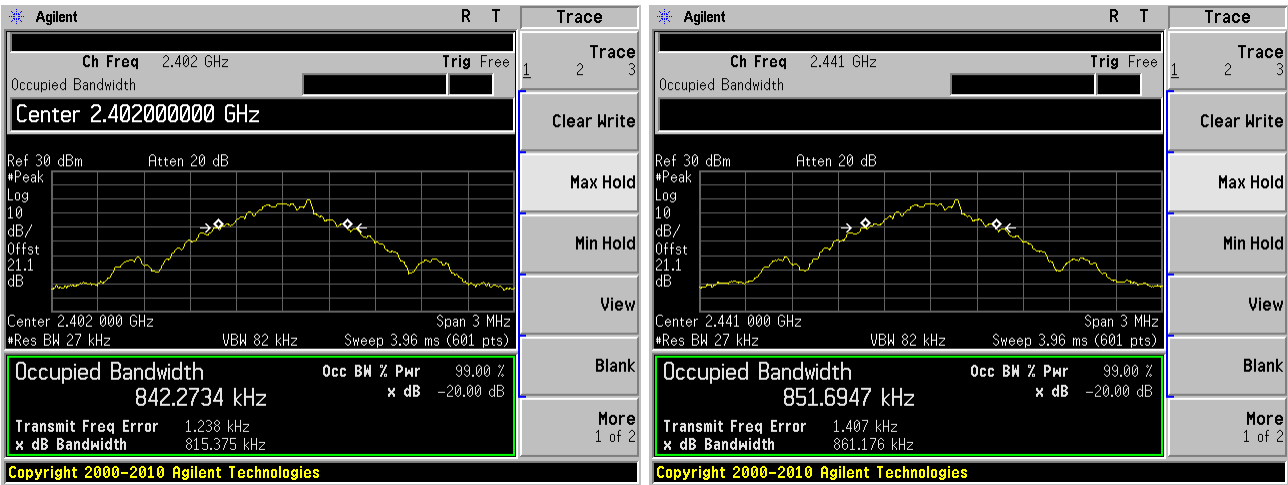 Agilent R T Trace
Ch Freq 2.402 GHz Trig Free
Occupied Bandwidth
Center 2.402000000 GHz
Ref 30 dBm Atten 20 dB
#Peak
Log
10
dB/
Offst
21.1
dB
Center 2.402 000 GHz Span 3 MHz
#Res BW 27 kHz VBW 82 kHz Sweep 3.96 ms (601 pts)
Occupied Bandwidth Occ BW % Pwr 99.00 %
842.2734 kHz x dB -20.00 dB
Transmit Freq Error 1.238 kHz
x dB Bandwidth 815.375 kHz
Copyright 2000-2010 Agilent Technologies
Trace
1 2 3
Clear Write
Max Hold
Min Hold
View
Blank
More
1 of 2
Agilent R T Trace
Ch Freq 2.441 GHz Trig Free
Occupied Bandwidth
Ref 30 dBm Atten 20 dB
#Peak
Log
10
dB/
Offst
21.1
dB
Center 2.441 000 GHz Span 3 MHz
#Res BW 27 kHz VBW 82 kHz Sweep 3.96 ms (601 pts)
Occupied Bandwidth Occ BW % Pwr 99.00 %
851.6947 kHz x dB -20.00 dB
Transmit Freq Error 1.407 kHz
x dB Bandwidth 861.176 kHz
Copyright 2000-2010 Agilent Technologies
Trace
1 2 3
Clear Write
Max Hold
Min Hold
View
Blank
More
1 of 2